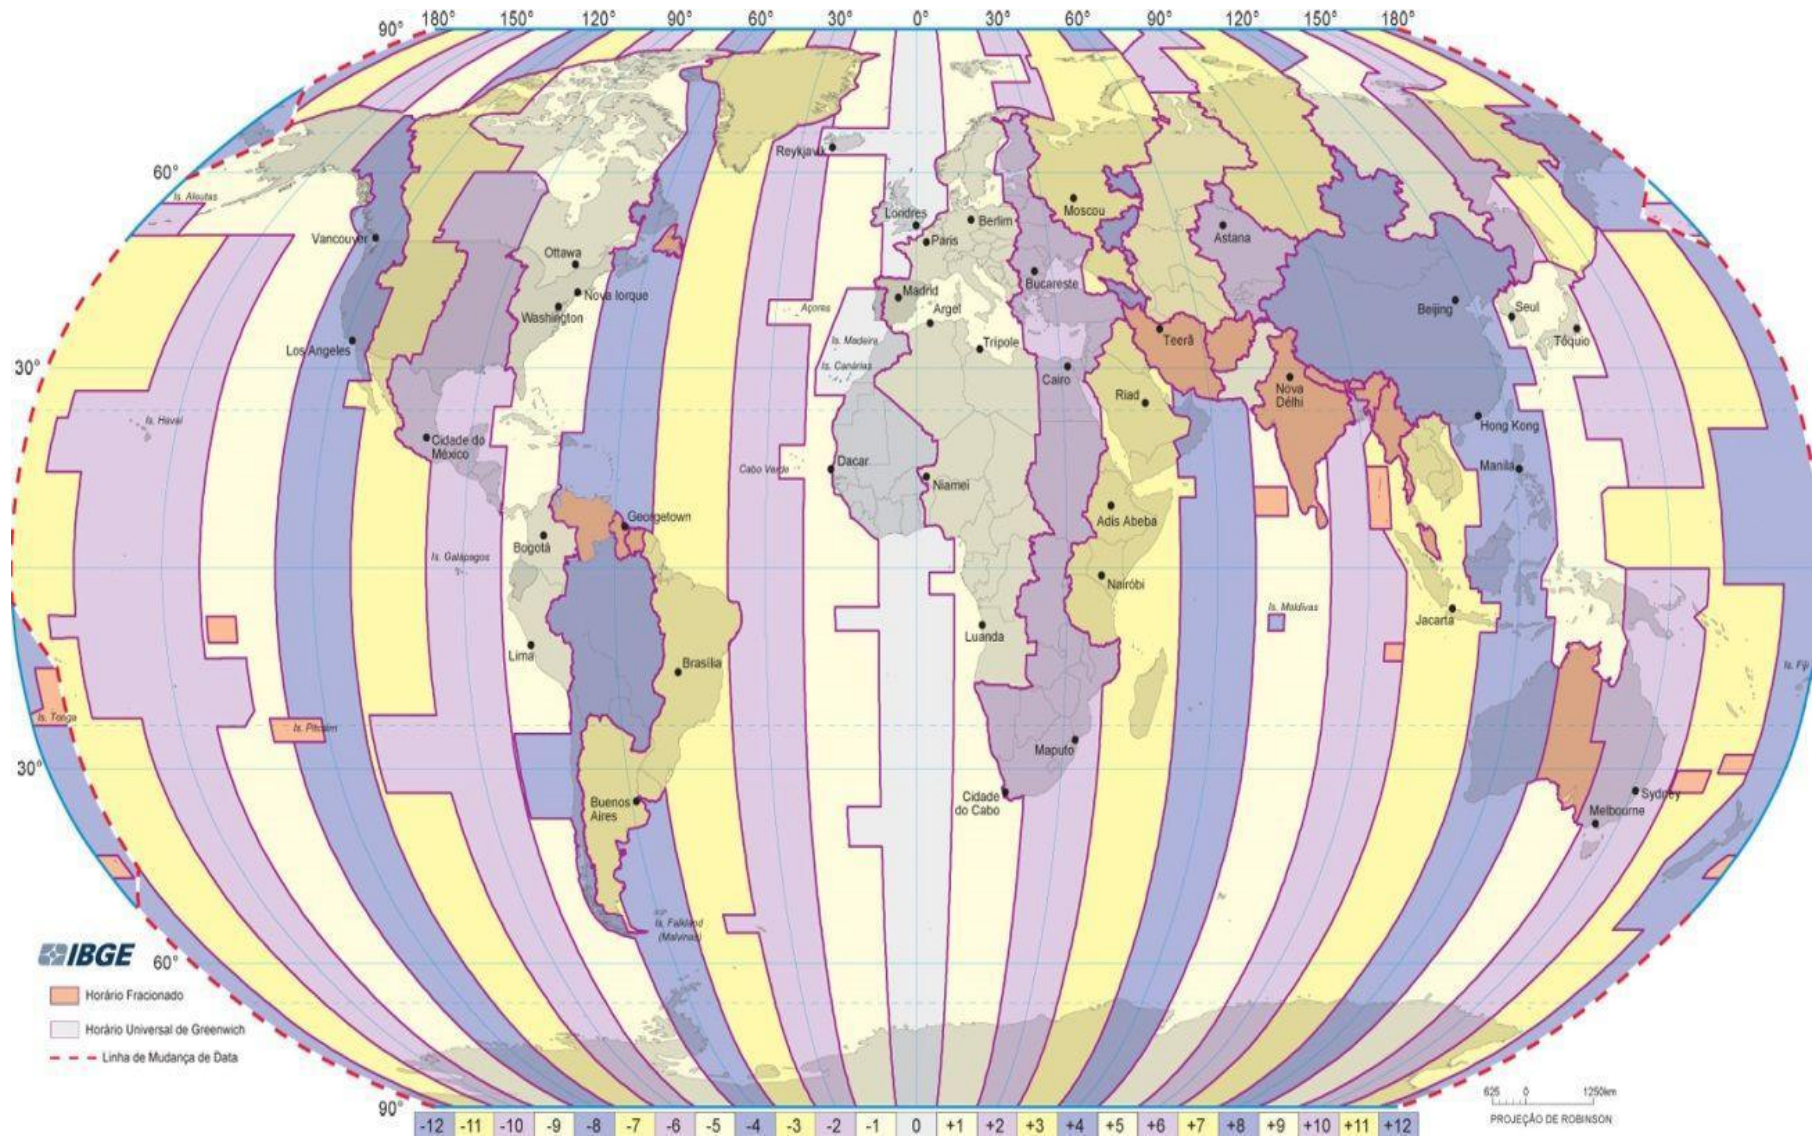 180° 150° 120° 90° 60° 30° 0° 30° 60° 90° 120° 150° 180°
90°
60°
Is. Aleutas
Reykjavik
Londres
Berlim
Moscou
Astana
Vancouver
Paris
Ottawa
Bucareste
Nova Iorque
Madrid
Beijing
Seul
Washington
Açores
Argel
Los Angeles
Is. Madeira
Trípole
Teerã
Tóquio
30°
Is. Canárias
Cairo
Nova
Délhi
Riad
Is. Havaí
Hong Kong
Cidade do
México
Cabo Verde
Dacar
Manila
Niamei
Georgetown
Adis Abeba
Bogotá
Is. Galápagos
Nairóbi
Is. Maldivas
Jacarta
Luanda
Lima
Brasília
Is. Fiji
Is. Tonga
Is. Pitcairn
Maputo
30°
Buenos
Aires
Cidade
do Cabo
Sydney
Melbourne
Is. Falkland
(Malvinas)
IBGE
60°
Horário Fracionado
Horário Universal de Greenwich
Linha de Mudança de Data
90°
625 0 1250km
PROJEÇÃO DE ROBINSON
-12 -11 -10 -9 -8 -7 -6 -5 -4 -3 -2 -1 0 +1 +2 +3 +4 +5 +6 +7 +8 +9 +10 +11 +12